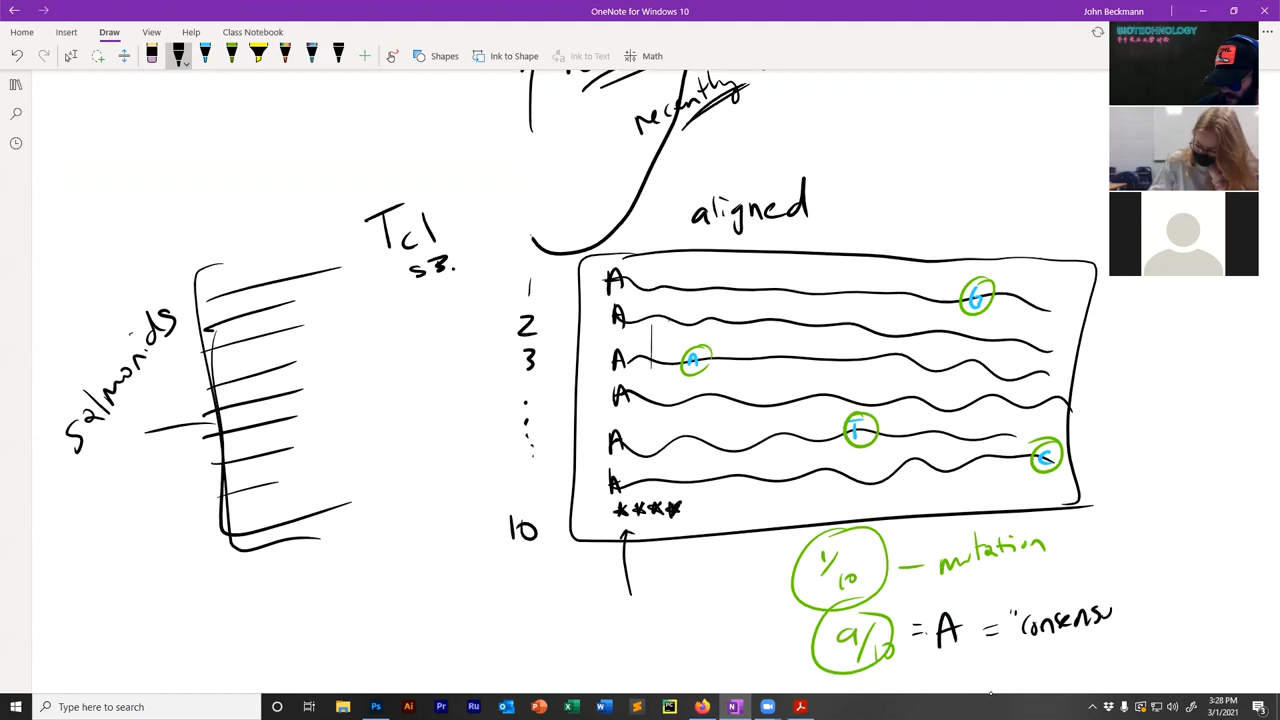 OneNote for Windows 10
John Beckmann
Home Insert Draw View Help Class Notebook
Shapes Ink to Shape Ink to Text Math
BIOTECHNOLOGY
recently
aligned
Tc1
salmonids
1
2
3
10
A G
A
A A
A
A T
A C
****
1/10 — mutation
9/10 = A = "consensu
Type here to search
3:28 PM
3/1/2021